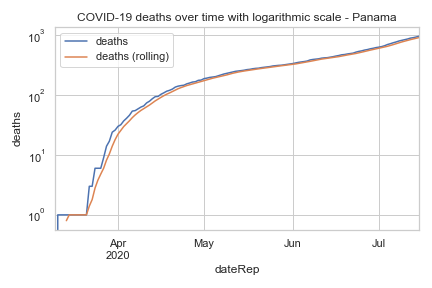 COVID-19 deaths over time with logarithmic scale - Panama
deaths
deaths (rolling)
10³
10²
10¹
10⁰
deaths
Apr
2020
May
Jun
Jul
dateRep